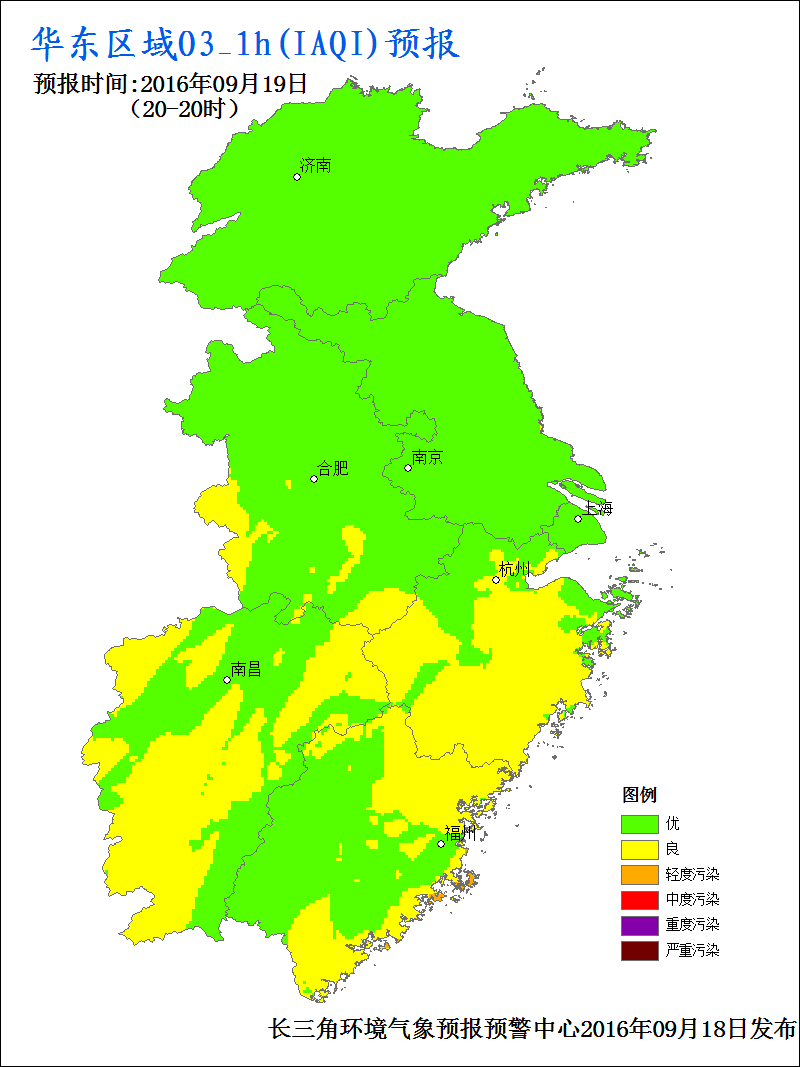 华东区域O3_1h(IAQI)预报
预报时间:2016年09月19日
(20-20时)
济南
合肥
南京
上海
杭州
南昌
福州
图例
优
良
轻度污染
中度污染
重度污染
严重污染
长三角环境气象预报预警中心2016年09月18日发布